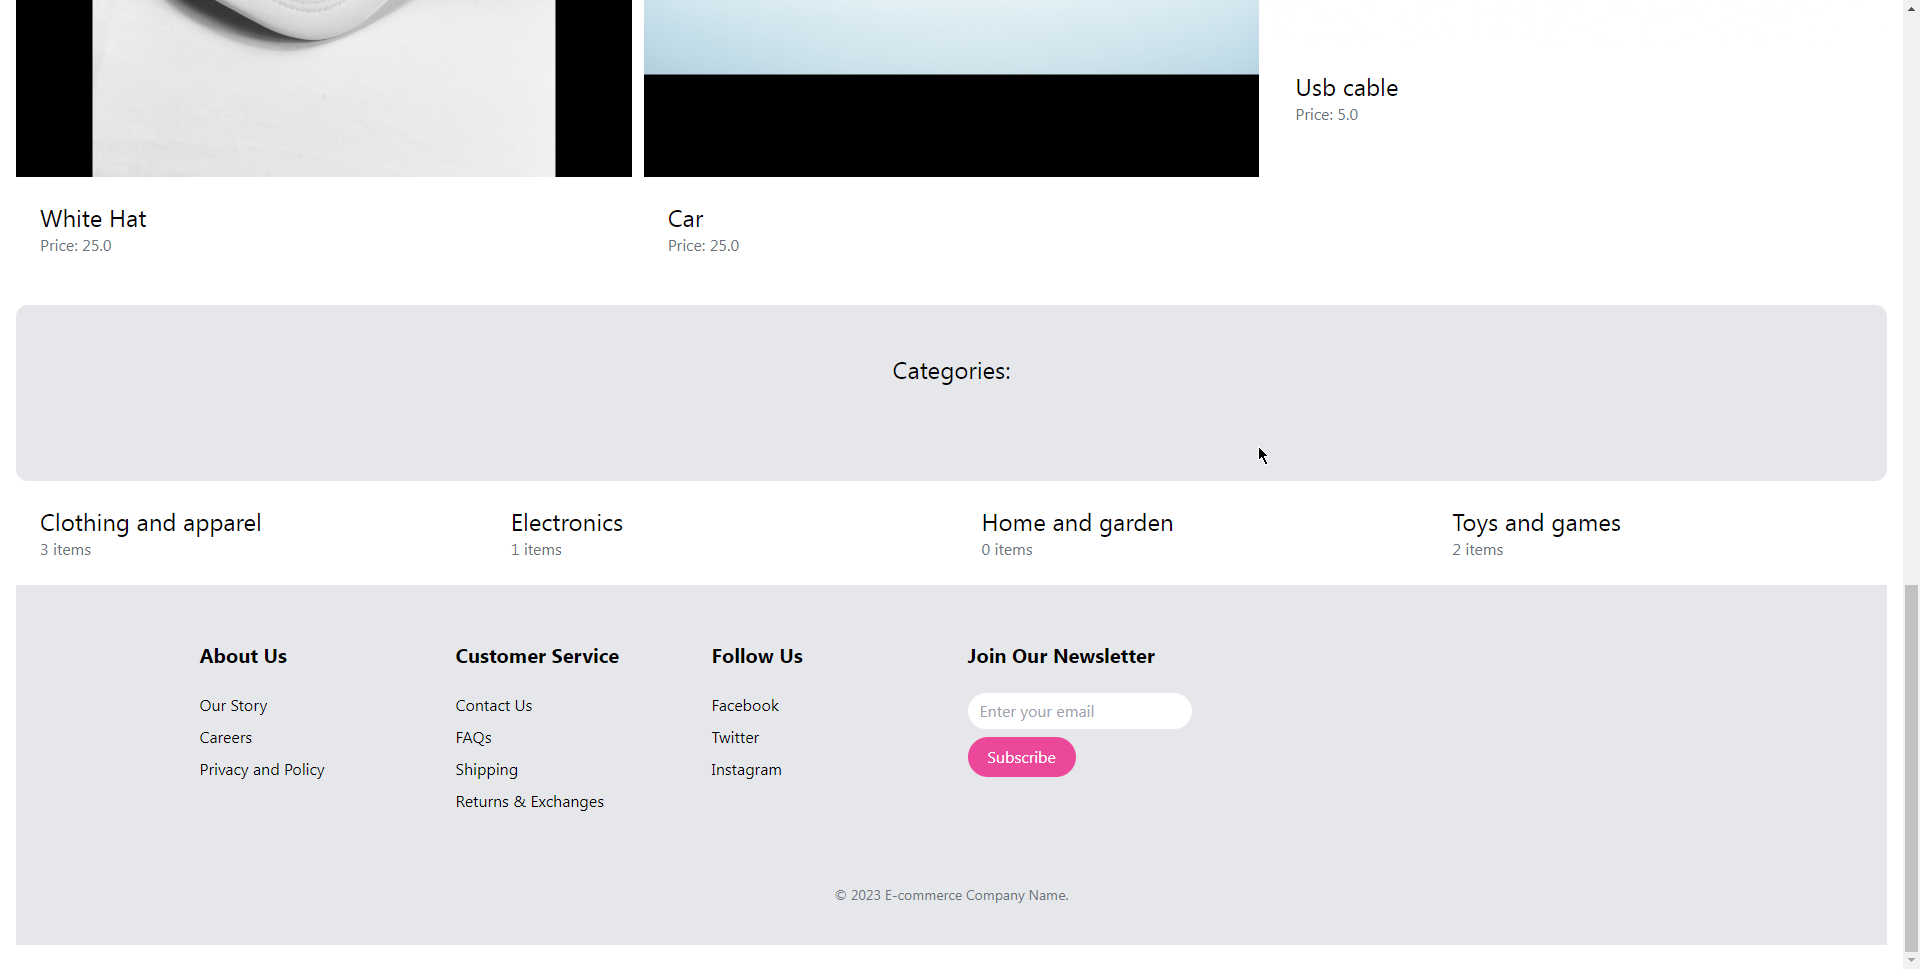 Usb cable
Price: 5.0
White Hat
Price: 25.0
Car
Price: 25.0
Categories:
Clothing and apparel
3 items
Electronics
1 items
Home and garden
0 items
Toys and games
2 items
About Us
Our Story
Careers
Privacy and Policy
Customer Service
Contact Us
FAQs
Shipping
Returns & Exchanges
Follow Us
Facebook
Twitter
Instagram
Join Our Newsletter
Enter your email
Subscribe
© 2023 E-commerce Company Name.